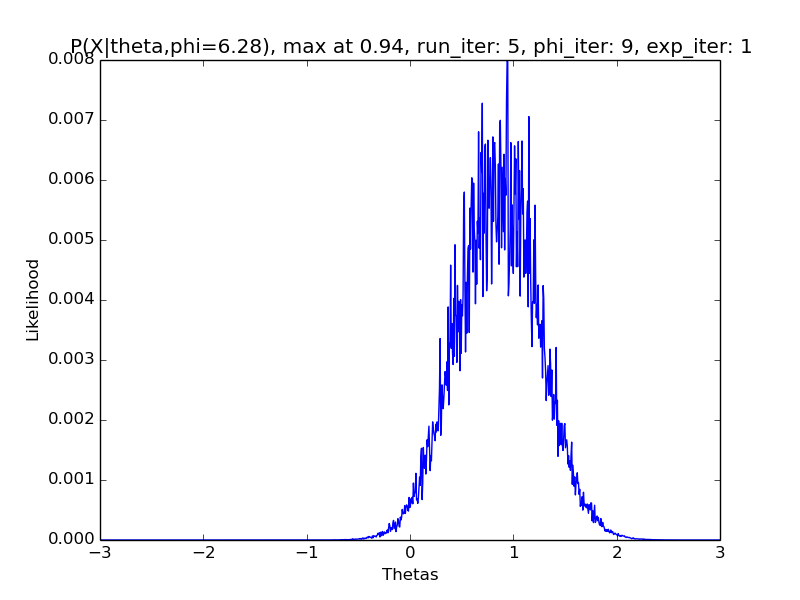 P(X|theta,phi=6.28), max at 0.94, run_iter: 5, phi_iter: 9, exp_iter: 1
0.008
0.007
0.006
0.005
0.004
0.003
0.002
0.001
0.000
Likelihood
−3 −2 −1 0 1 2 3
Thetas